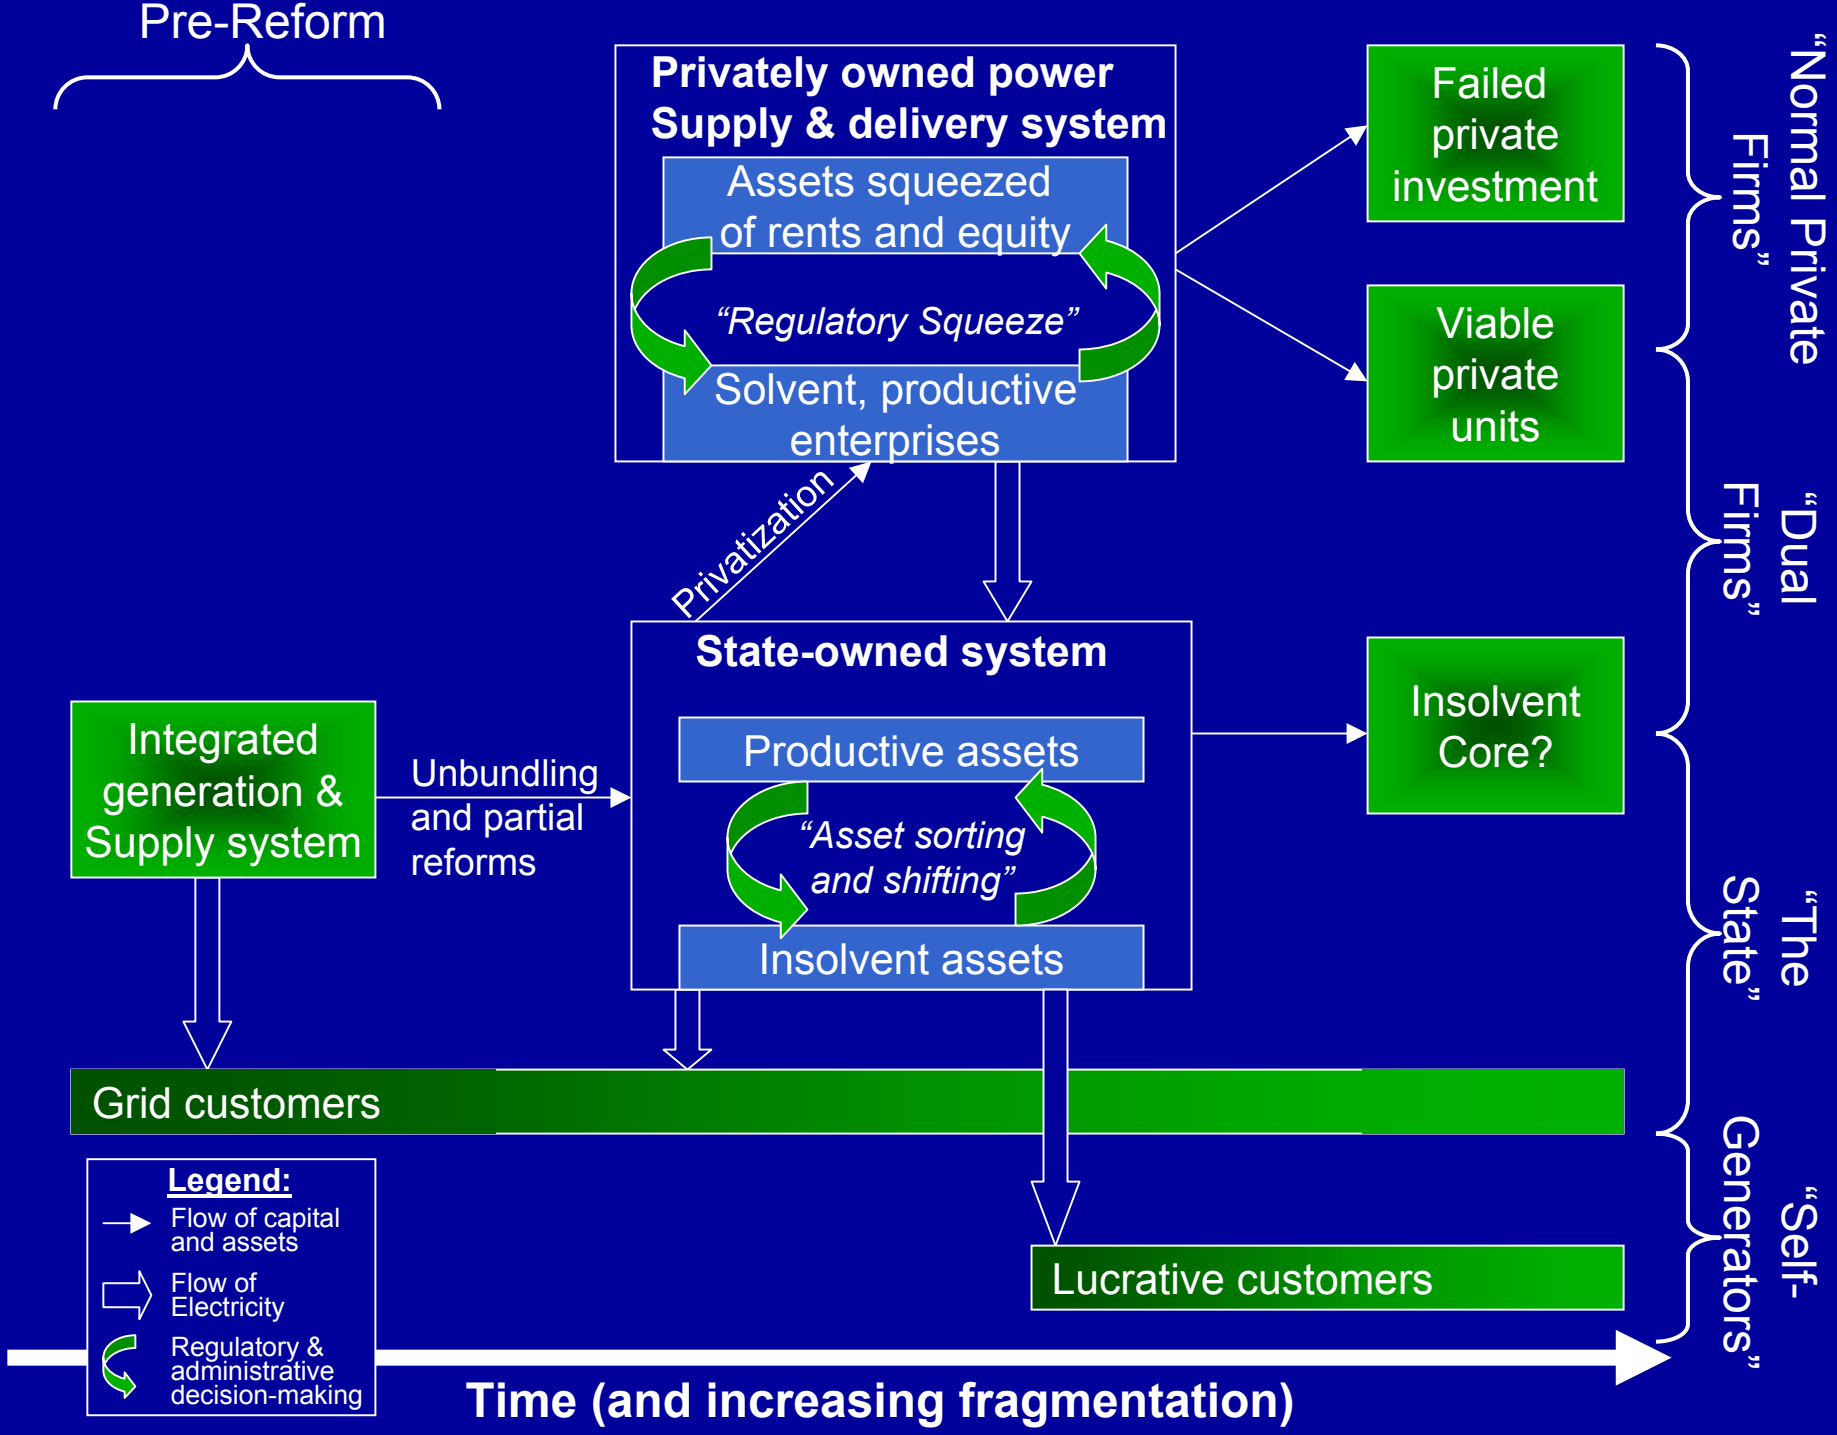 Pre-Reform
Privately owned power
Supply & delivery system
Assets squeezed
of rents and equity
“Regulatory Squeeze”
Solvent, productive
enterprises
Failed
private
investment
Viable
private
units
“Normal Private
Firms”
“Dual
Firms”
Privatization
State-owned system
Productive assets
“Asset sorting
and shifting”
Insolvent assets
Insolvent
Core?
Integrated
generation &
Supply system
Unbundling
and partial
reforms
“The
State”
Grid customers
“Self-
Generators”
Lucrative customers
Legend:
Flow of capital
and assets
Flow of
Electricity
Regulatory &
administrative
decision-making
Time (and increasing fragmentation)